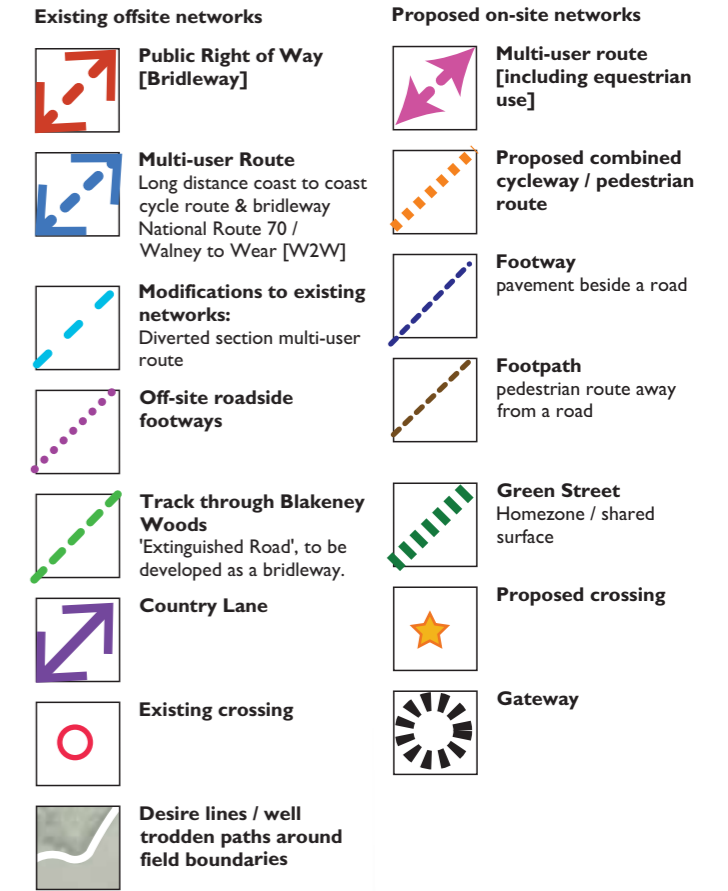 Existing offsite networks
Public Right of Way
[Bridleway]
Multi-user Route
Long distance coast to coast
cycle route & bridleway
National Route 70 /
Walney to Wear [W2W]
Modifications to existing
networks:
Diverted section multi-user
route
Off-site roadside
footways
Track through Blakeney
Woods
'Extinguished Road', to be
developed as a bridleway.
Country Lane
Existing crossing
Desire lines / well
trodden paths around
field boundaries
Proposed on-site networks
Multi-user route
[including equestrian
use]
Proposed combined
cycleway / pedestrian
route
Footway
pavement beside a road
Footpath
pedestrian route away
from a road
Green Street
Homezone / shared
surface
Proposed crossing
Gateway